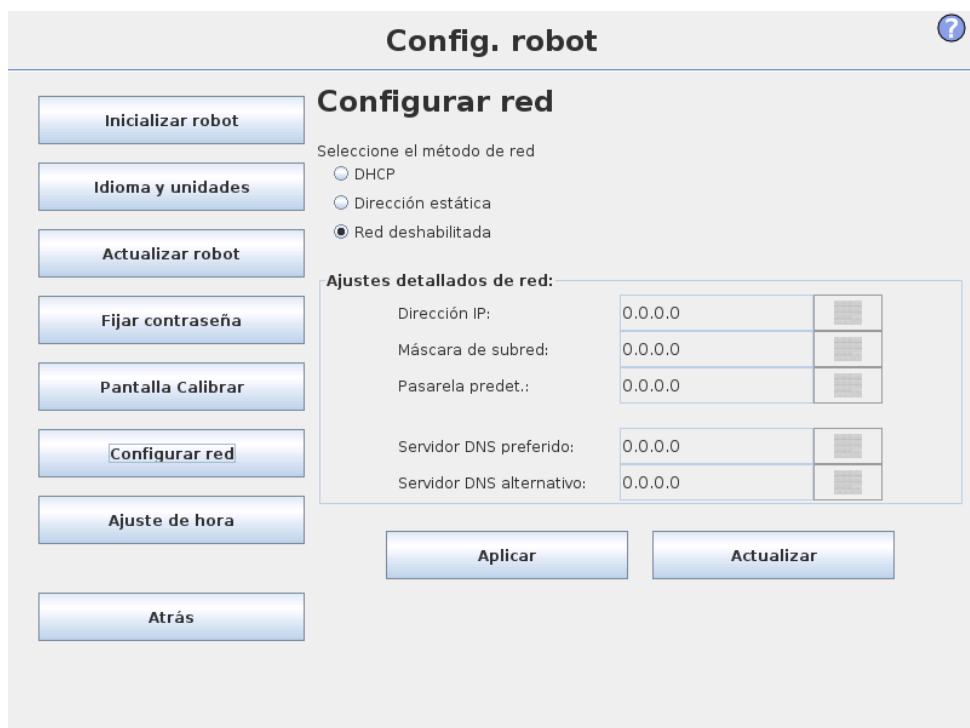 Config. robot
?
Inicializar robot
Idioma y unidades
Actualizar robot
Fijar contraseña
Pantalla Calibrar
Configurar red
Ajuste de hora
Atrás
Configurar red
Seleccione el método de red
DHCP
Dirección estática
Red deshabilitada
Ajustes detallados de red:
Dirección IP: 0.0.0.0
Máscara de subred: 0.0.0.0
Pasarela predet.: 0.0.0.0
Servidor DNS preferido: 0.0.0.0
Servidor DNS alternativo: 0.0.0.0
Aplicar Actualizar